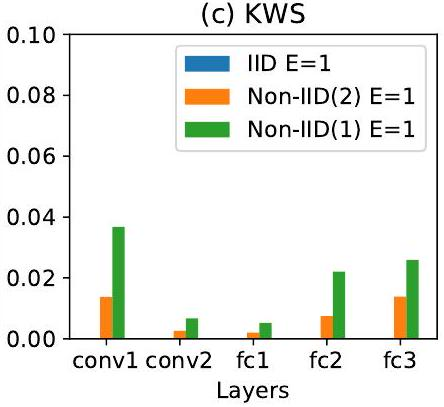 (c) KWS
0.10
0.08
0.06
0.04
0.02
0.00
IID E=1
Non-IID(2) E=1
Non-IID(1) E=1
conv1 conv2 fc1 fc2 fc3
Layers